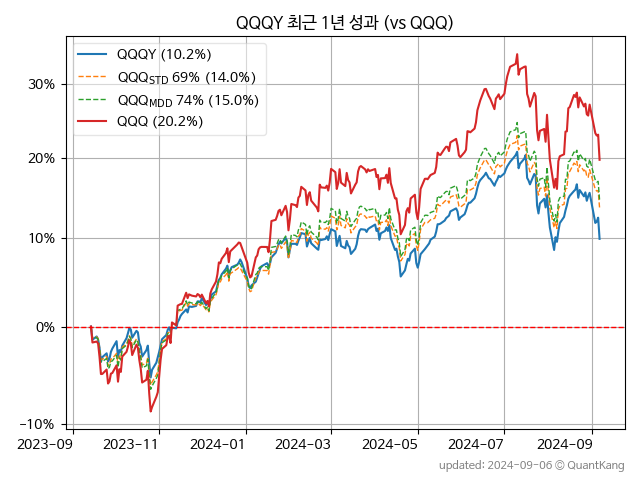 QQQY 최근 1년 성과 (vs QQQ)
QQQY (10.2%)
QQQSTD 69% (14.0%)
QQQMDD 74% (15.0%)
QQQ (20.2%)
30%
20%
10%
0%
−10%
2023-09
2023-11
2024-01
2024-03
2024-05
2024-07
2024-09
updated: 2024-09-06 © QuantKang